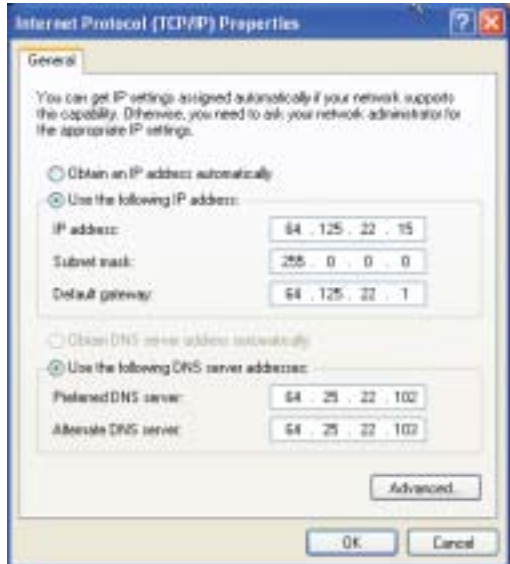 Internet Protocol (TCP/IP) Properties
General
You can get IP settings assigned automatically if your network supports
this capability. Otherwise, you need to ask your network administrator for
the appropriate IP settings.
Obtain an IP address automatically
Use the following IP address:
IP address: 64 . 125 . 22 . 15
Subnet mask: 255 . 0 . 0 . 0
Default gateway: 64 . 125 . 22 . 1
Obtain DNS server address automatically
Use the following DNS server addresses:
Preferred DNS server: 64 . 25 . 22 . 102
Alternate DNS server: 64 . 25 . 22 . 103
Advanced...
OK Cancel